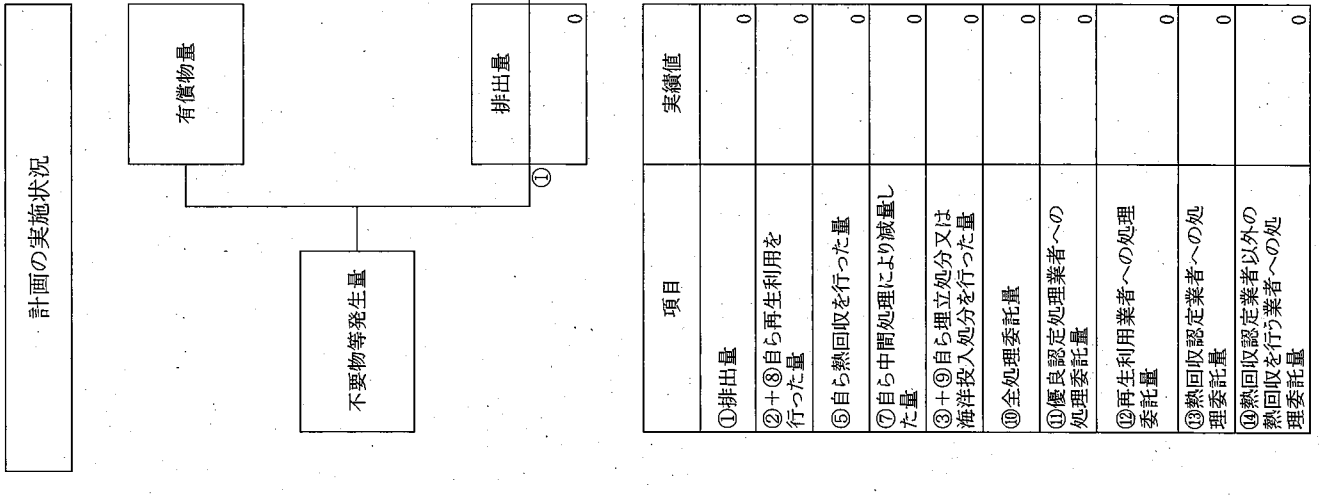 計画の実施状況
有償物量
不要物等発生量
排出量
①
0
項目
実績値
①排出量
0
②+⑧自ら再生利用を
行った量
0
⑤自ら熱回収を行った量
0
⑦自ら中間処理により減量し
た量
0
③+⑨自ら埋立処分又は
海洋投入処分を行った量
0
⑩全処理委託量
0
⑪優良認定処理業者への
処理委託量
0
⑫再生利用業者への処理
委託量
0
⑬熱回収認定業者への処
理委託量
0
⑭熱回収認定業者以外の
熱回収を行う業者への処
理委託量
0